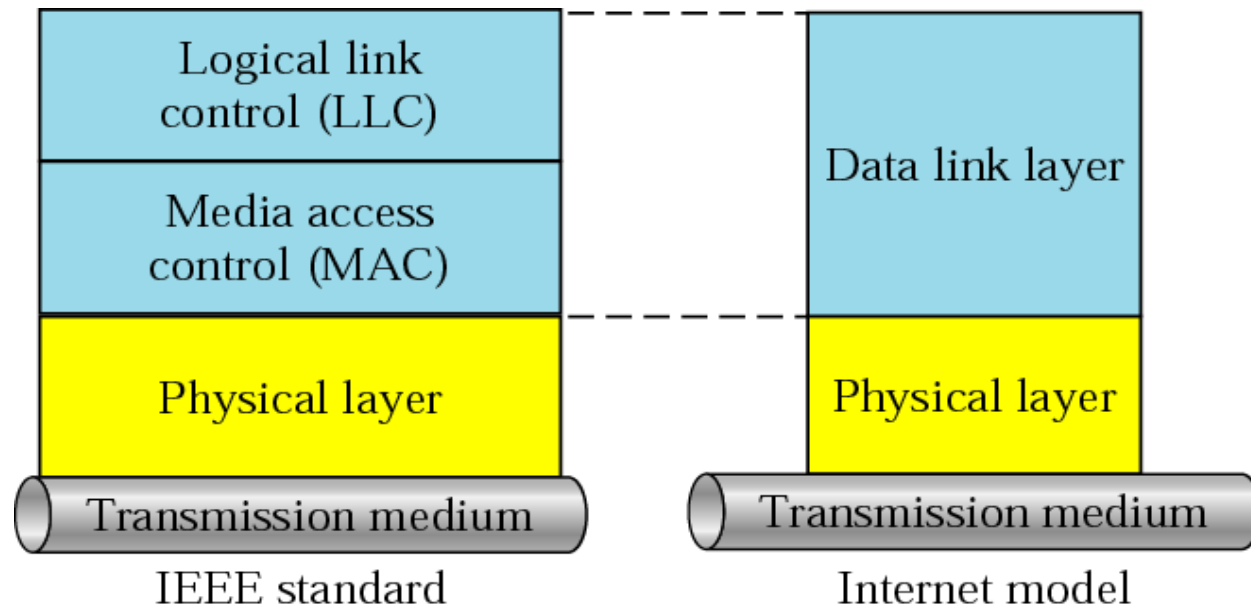 Logical link
control (LLC)
Media access
control (MAC)
Physical layer
Transmission medium
IEEE standard
Data link layer
Physical layer
Transmission medium
Internet model